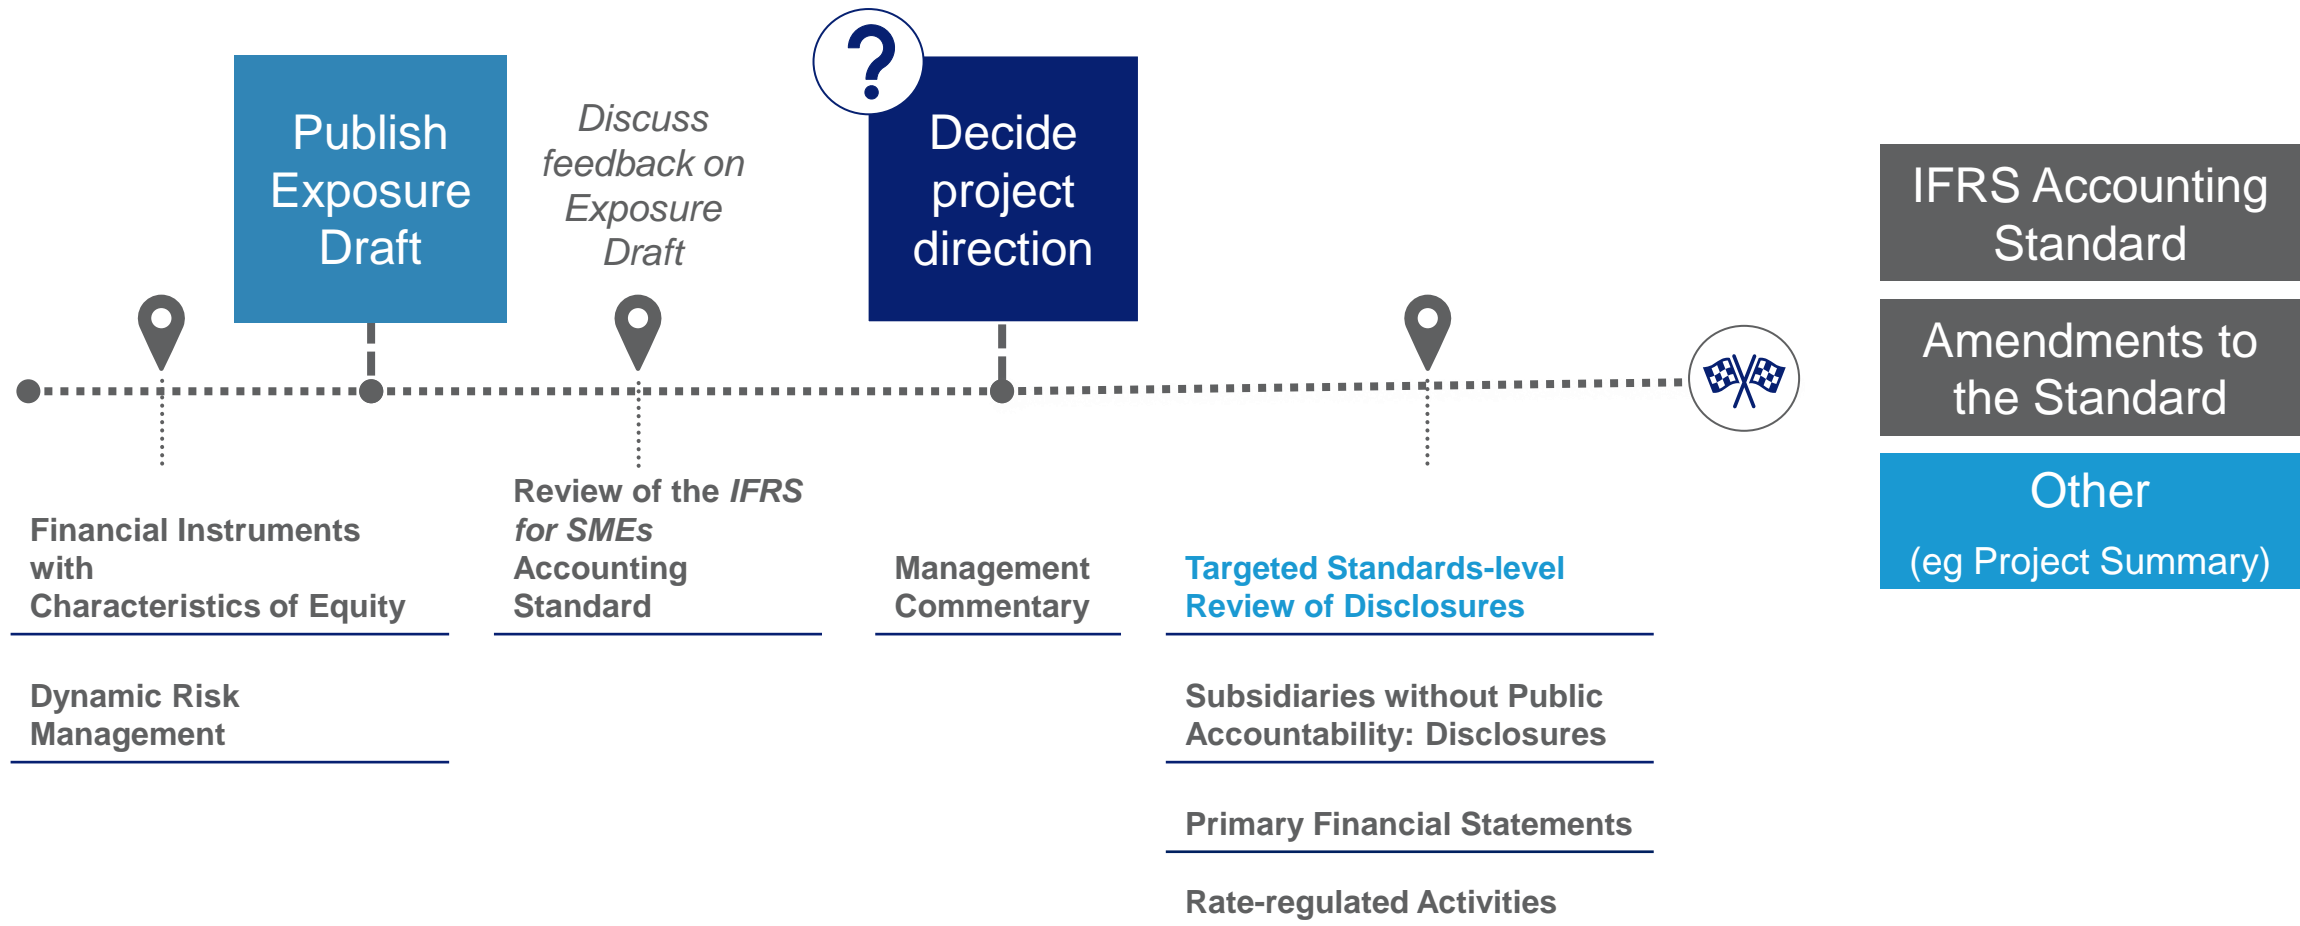 Publish
Exposure
Draft
Discuss
feedback on
Exposure
Draft
?
Decide
project
direction
IFRS Accounting
Standard
Amendments to
the Standard
Other
(eg Project Summary)
Financial Instruments
with
Characteristics of Equity
Dynamic Risk
Management
Review of the IFRS
for SMEs
Accounting
Standard
Management
Commentary
Targeted Standards-level
Review of Disclosures
Subsidiaries without Public
Accountability: Disclosures
Primary Financial Statements
Rate-regulated Activities